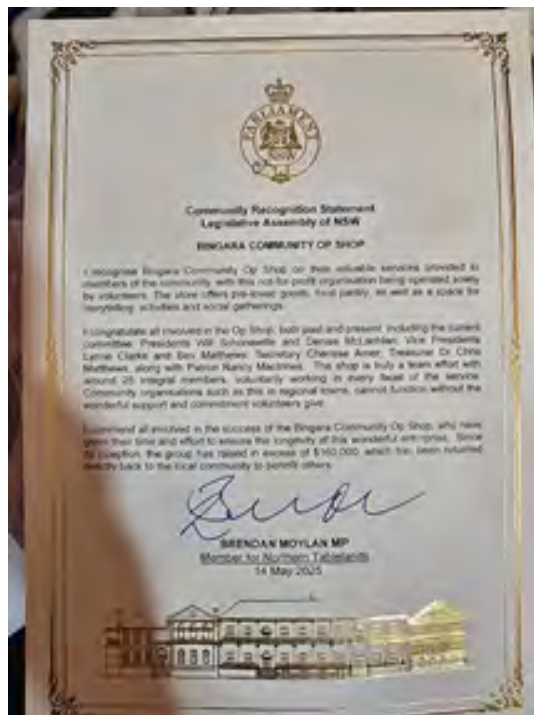 PARLIAMENT
NSW
Community Recognition Statement
Legislative Assembly of NSW
BINGARA COMMUNITY OP SHOP
I recognise Bingara Community Op Shop on their valuable services provided to
members of the community, with this not-for-profit organisation being operated solely
by volunteers. The store offers pre-loved goods, food pantry, as well as a space for
storytelling, activities and social gatherings.
I congratulate all involved in the Op Shop, both past and present, including the current
committee: Presidents Will and Denise McLachlan, Vice Presidents
Lynne Clarke and Bev Matthews, Secretary Amer, Treasurer Dr Chris
Matthews, along with Patron Nancy The shop is truly a team effort with
around 25 integral members, voluntarily working in every facet of the service.
Community organisations such as this in regional towns, cannot function without the
wonderful support and commitment volunteers give.
I commend all involved in the success of the Bingara Community Op Shop, who have
given their time and effort to ensure the longevity of this wonderful enterprise. Since
its inception, the group has raised in excess of $160,000, which has been returned
directly back to the local community to benefit others.
BRENDAN MOYLAN MP
Member for Northern Tablelands
14 May 2025